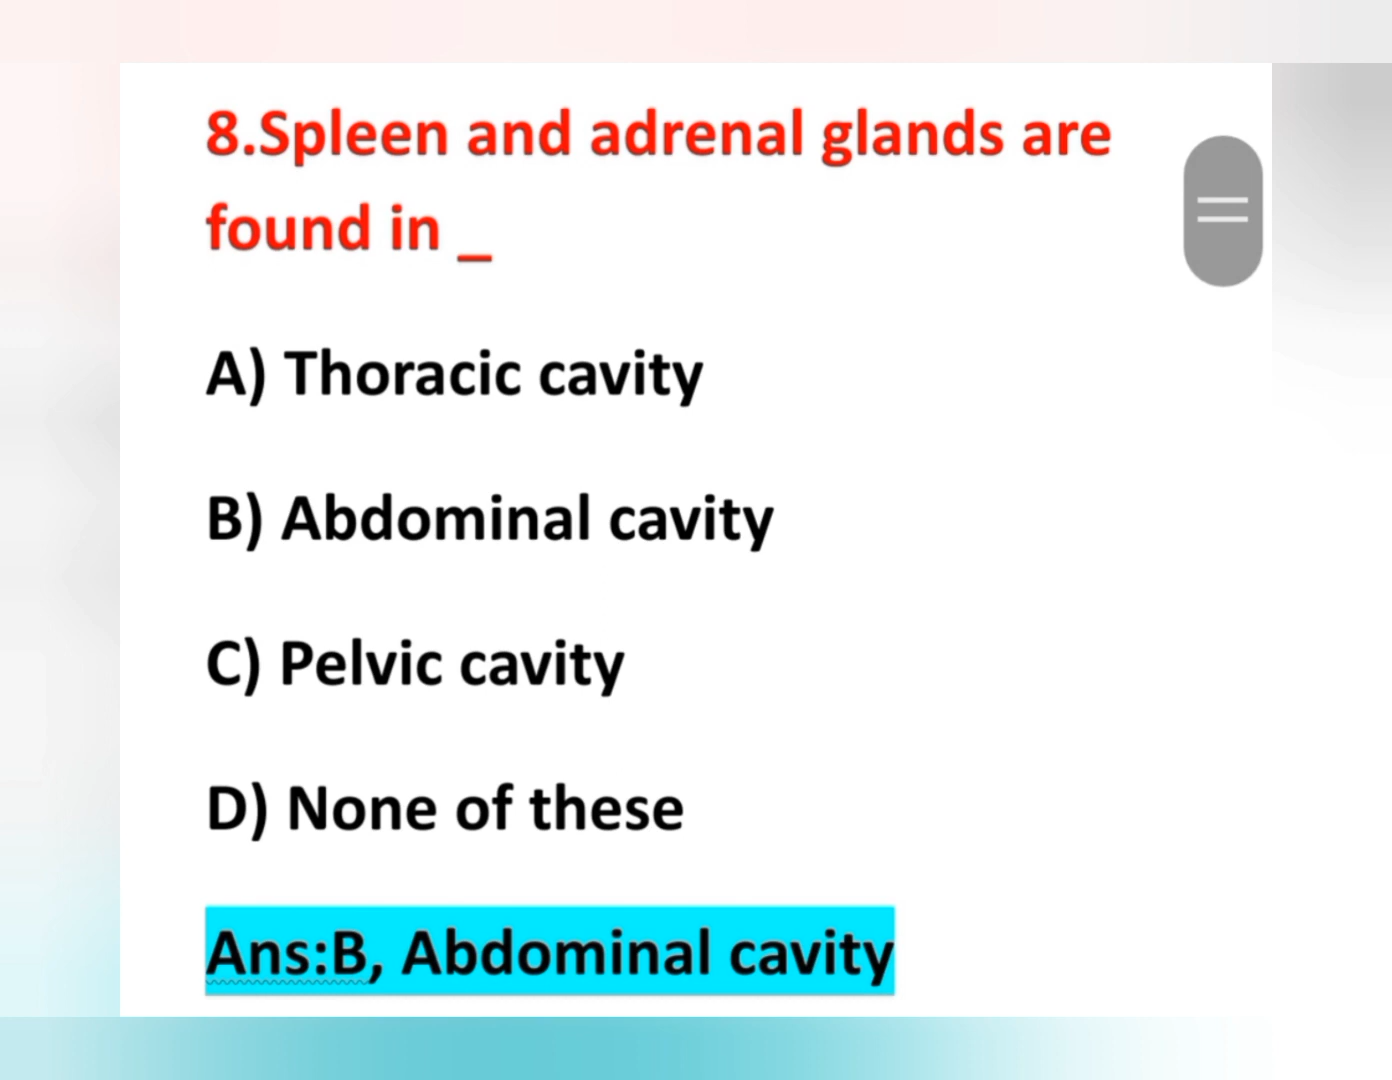 8.Spleen and adrenal glands are
found in _
A) Thoracic cavity
B) Abdominal cavity
C) Pelvic cavity
D) None of these
Ans:B, Abdominal cavity